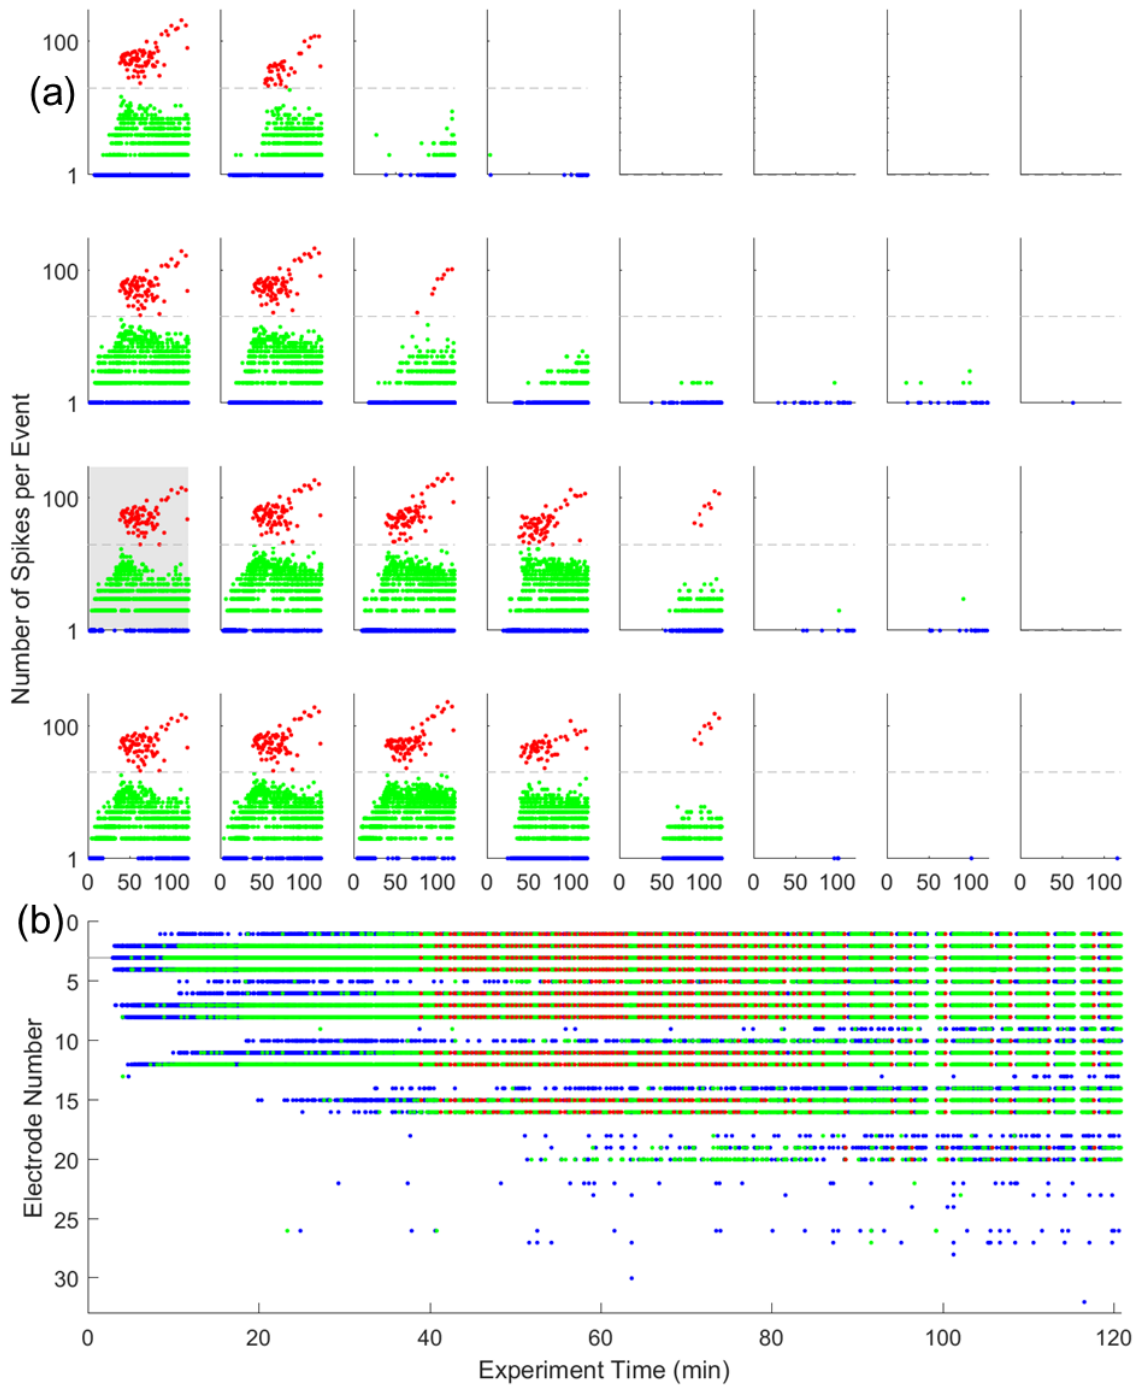 100
(a)
1
100
1
Number of Spikes per Event
100
1
100
1
0 50 100 0 50 100 0 50 100 0 50 100 0 50 100 0 50 100 0 50 100 0 50 100
(b)
0
5
10
15
20
25
30
Electrode Number
0 20 40 60 80 100 120
Experiment Time (min)